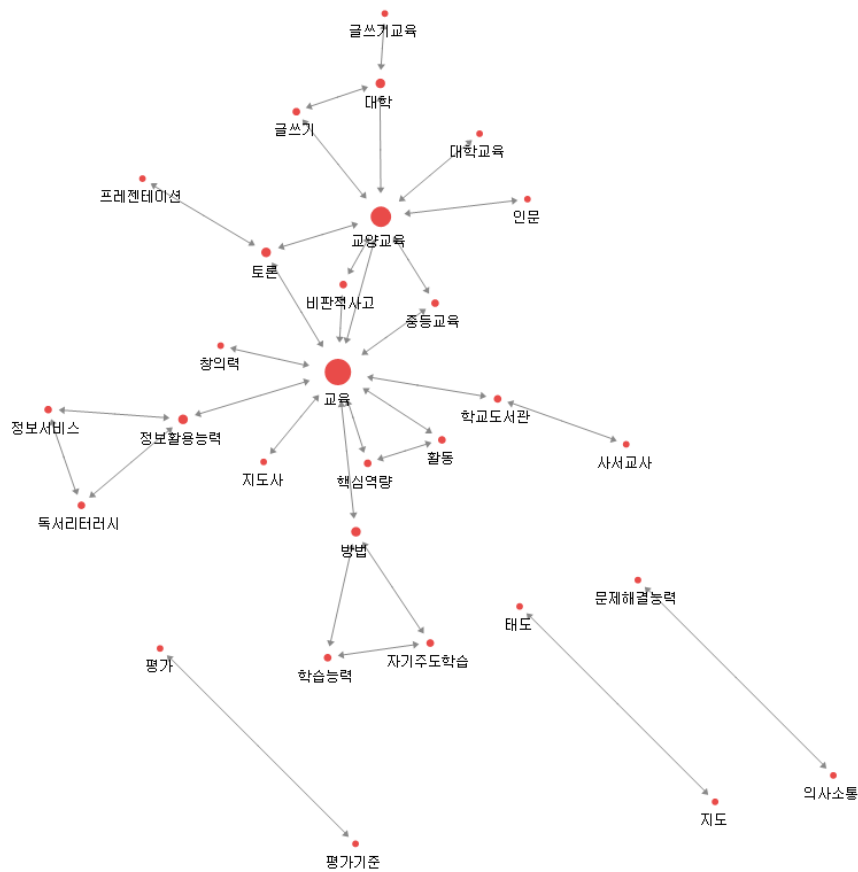 글쓰기교육
대학
글쓰기
대학교육
프레젠테이션
인문
교양교육
토론
비판적사고
중등교육
창의력
교육
학교도서관
정보서비스
정보활용능력
활동
사서교사
지도사
핵심역량
독서리터러시
방법
문제해결능력
태도
자기주도학습
평가
학습능력
의사소통
지도
평가기준